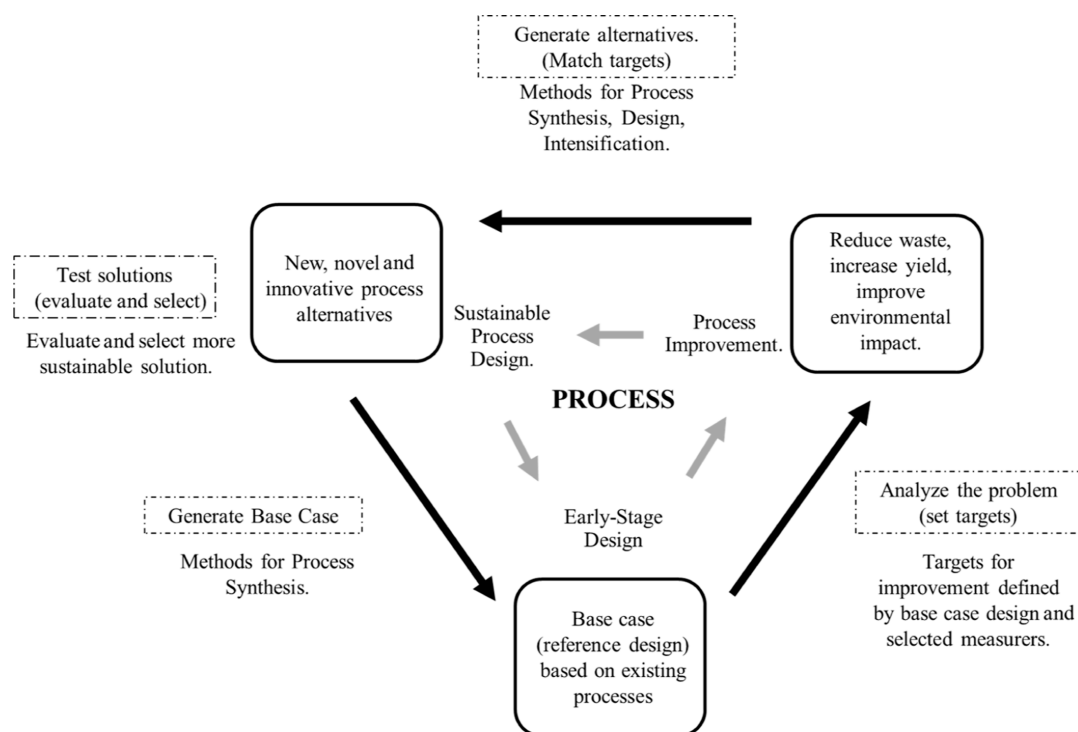 Generate alternatives.
(Match targets)
Methods for Process
Synthesis, Design,
Intensification.
New, novel and
innovative process
alternatives
Reduce waste,
increase yield,
improve
environmental
impact.
Test solutions
(evaluate and select)
Evaluate and select more
sustainable solution.
Sustainable
Process
Design.
Process
Improvement.
PROCESS
Generate Base Case
Methods for Process
Synthesis.
Early-Stage
Design
Analyze the problem
(set targets)
Targets for
improvement defined
by base case design and
selected measurers.
Base case
(reference design)
based on existing
processes